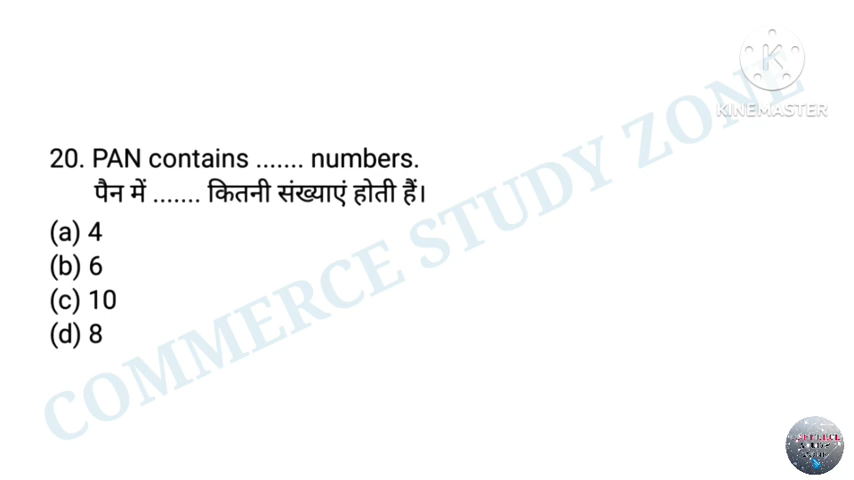 KINEMASTER
20. PAN contains ....... numbers.
पैन में ....... कितनी संख्याएं होती हैं।
(a) 4
(b) 6
(c) 10
(d) 8
COMMERCE STUDY ZONE